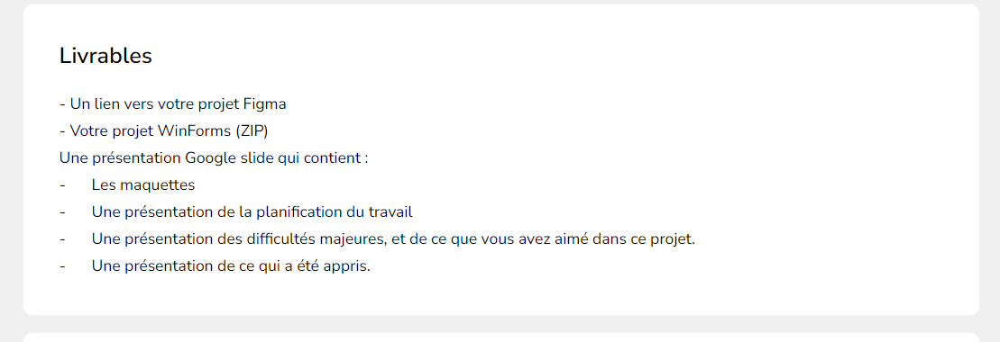 Livrables
- Un lien vers votre projet Figma
- Votre projet WinForms (ZIP)
Une présentation Google slide qui contient :
- Les maquettes
- Une présentation de la planification du travail
- Une présentation des difficultés majeures, et de ce que vous avez aimé dans ce projet.
- Une présentation de ce qui a été appris.